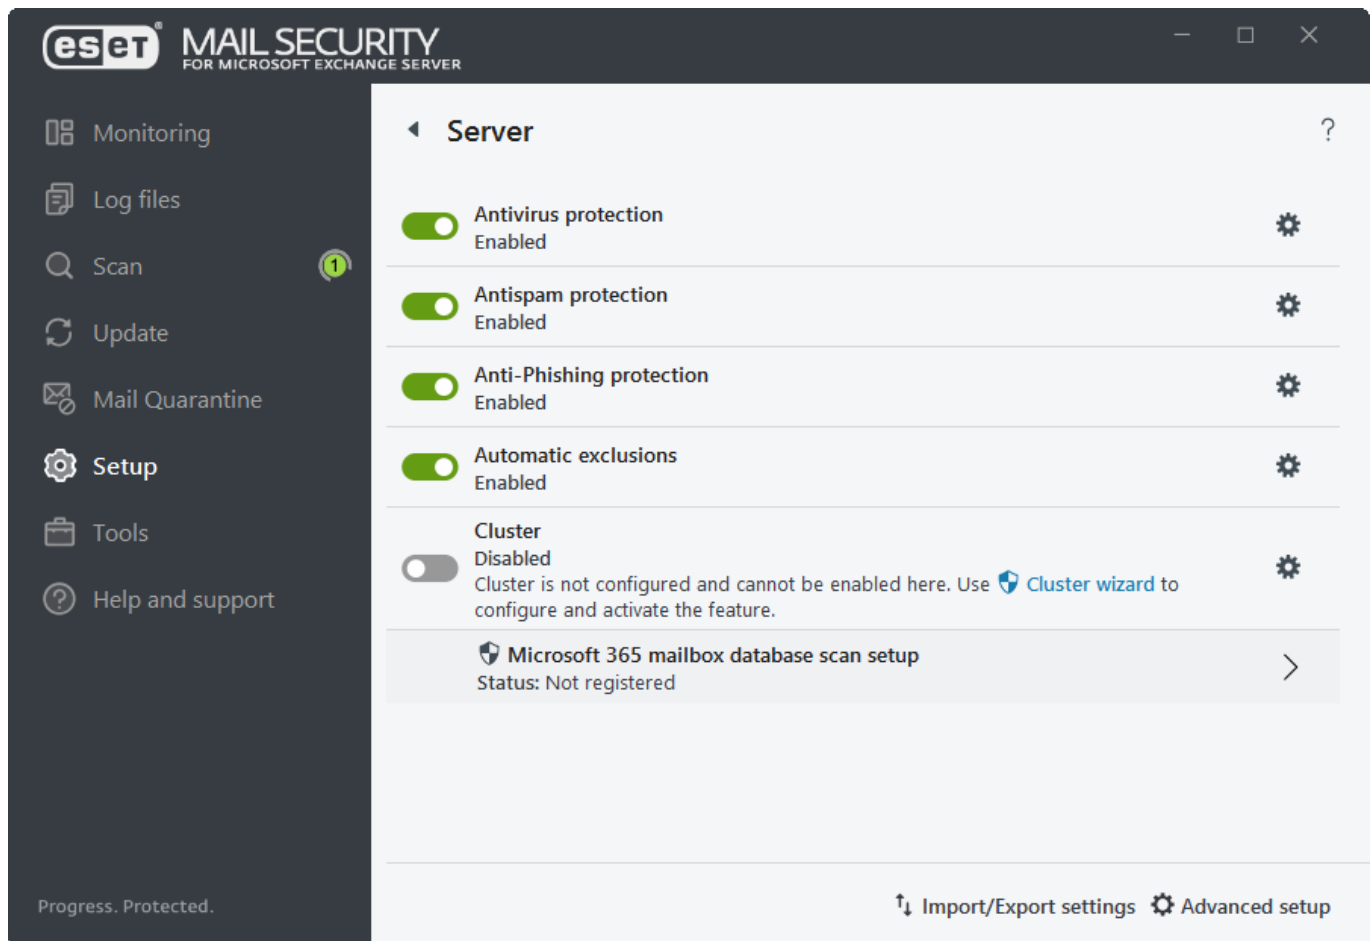 eset® MAIL SECURITY
FOR MICROSOFT EXCHANGE SERVER
Monitoring
Log files
Scan
1
Update
Mail Quarantine
Setup
Tools
Help and support
Progress. Protected.
Server
?
Antivirus protection
Enabled
Antispam protection
Enabled
Anti-Phishing protection
Enabled
Automatic exclusions
Enabled
Cluster
Disabled
Cluster is not configured and cannot be enabled here. Use Cluster wizard to
configure and activate the feature.
Microsoft 365 mailbox database scan setup
Status: Not registered
Import/Export settings Advanced setup